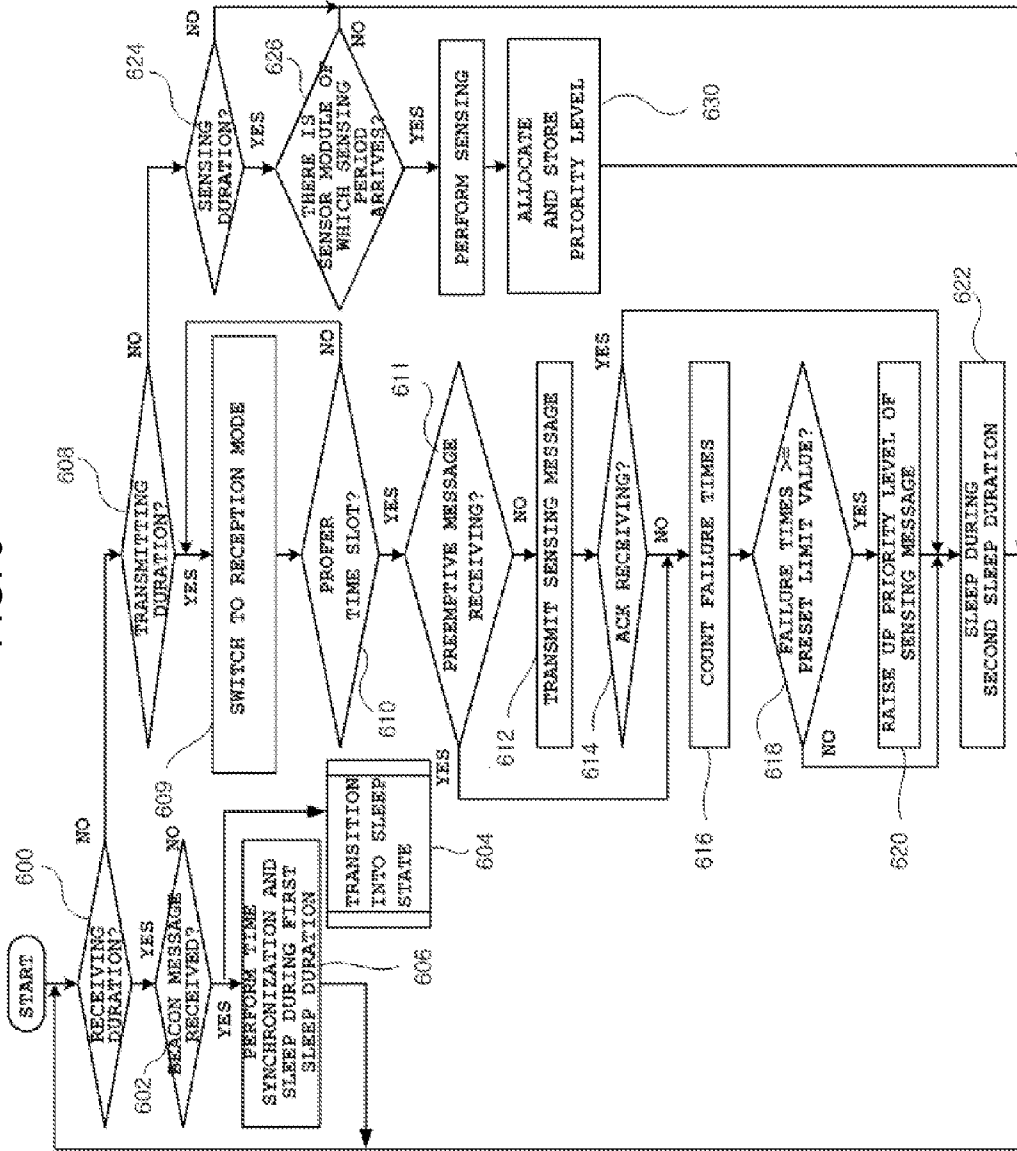 START
RECEIVING
DURATION?
600
NO
YES
BEACON MESSAGE
RECEIVED?
602
NO
YES
PERFORM TIME
SYNCHRONIZATION AND
SLEEP DURING FIRST
SLEEP DURATION
606
TRANSITION
INTO SLEEP
STATE
604
TRANSMITTING
DURATION?
608
NO
YES
SWITCH TO RECEPTION MODE
609
PROFER
TIME SLOT?
610
NO
YES
PREEMPTIVE MESSAGE
RECEIVING?
611
YES
NO
TRANSMIT SENSING MESSAGE
612
ACK RECEIVING?
614
YES
NO
COUNT FAILURE TIMES
616
FAILURE TIMES >=
PRESET LIMIT VALUE?
618
NO
YES
RAISE UP PRIORITY LEVEL OF
SENSING MESSAGE
620
SLEEP DURING
SECOND SLEEP DURATION
622
SENSING
DURATION?
624
NO
YES
THERE IS
SENSOR MODULE OF
WHICH SENSING
PERIOD
ARRIVES?
626
NO
YES
PERFORM SENSING
ALLOCATE
AND STORE
PRIORITY LEVEL
630